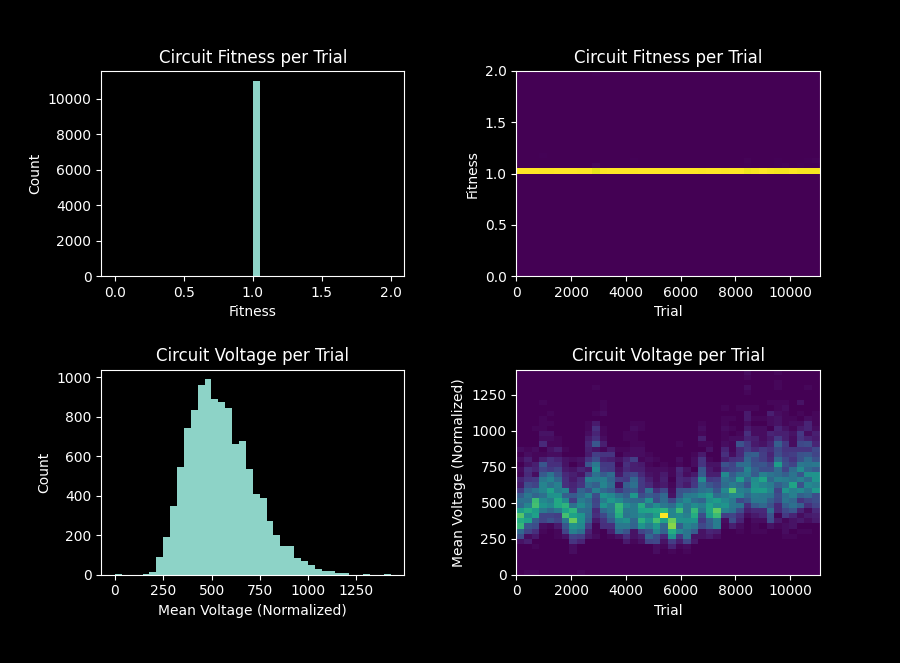 Circuit Fitness per Trial
Count
10000
8000
6000
4000
2000
0
0.0 0.5 1.0 1.5 2.0
Fitness
Circuit Fitness per Trial
Fitness
2.0
1.5
1.0
0.5
0.0
0 2000 4000 6000 8000 10000
Trial
Circuit Voltage per Trial
Count
1000
800
600
400
200
0
0 250 500 750 1000 1250
Mean Voltage (Normalized)
Circuit Voltage per Trial
Mean Voltage (Normalized)
1250
1000
750
500
250
0
0 2000 4000 6000 8000 10000
Trial